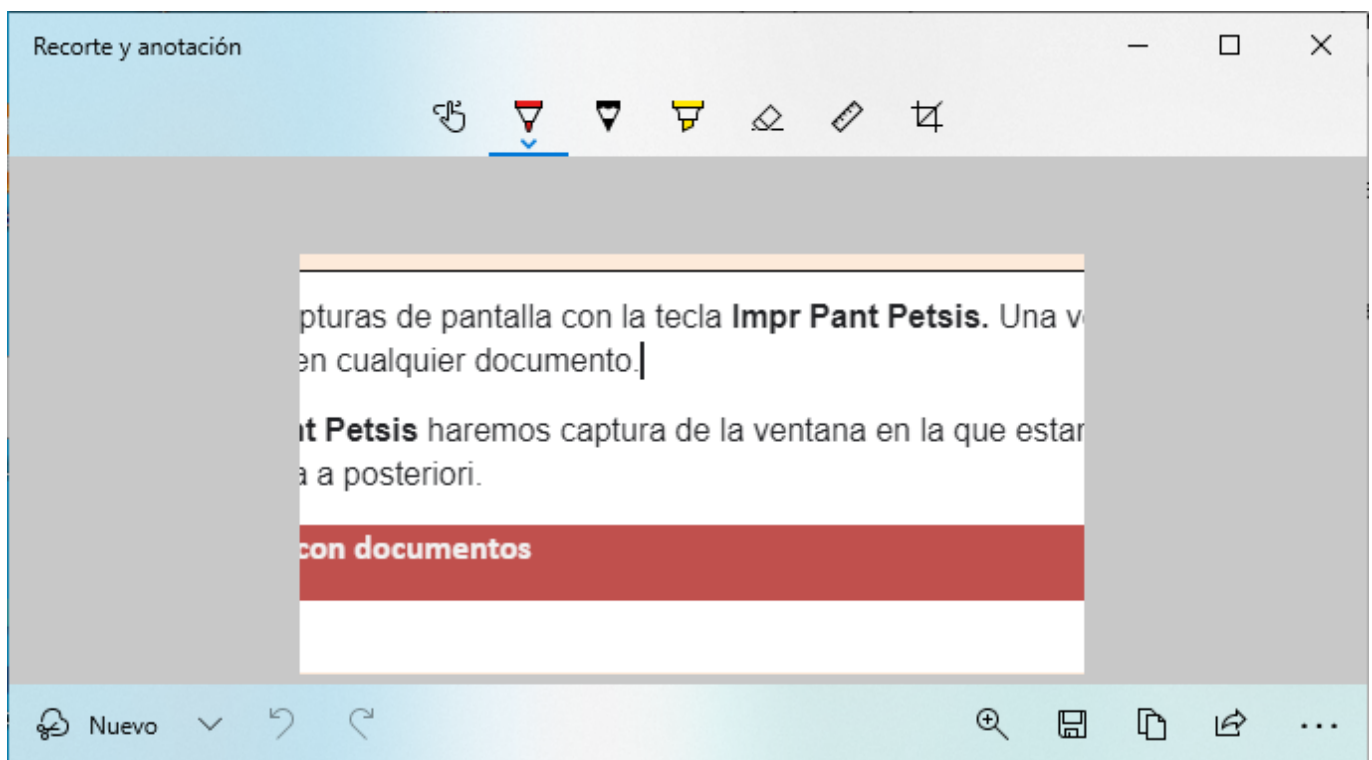 Recorte y anotación
pturas de pantalla con la tecla Impr Pant Petsis. Una v
en cualquier documento.
nt Petsis haremos captura de la ventana en la que estar
a a posteriori.
con documentos
Nuevo